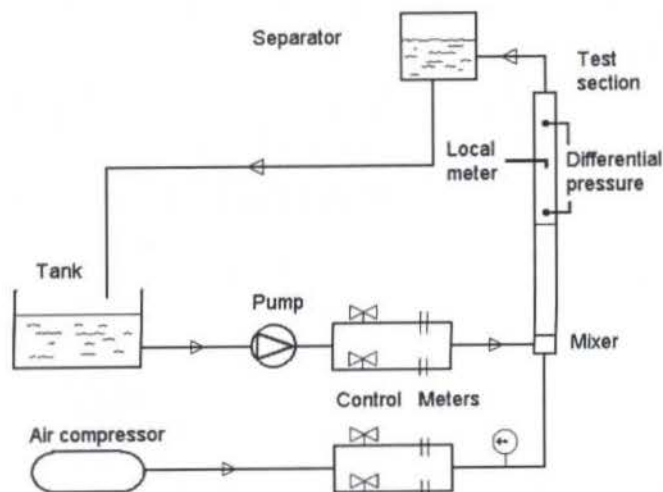 Separator
Test
section
Local
meter
Differential
pressure
Tank
Pump
Mixer
Control Meters
Air compressor